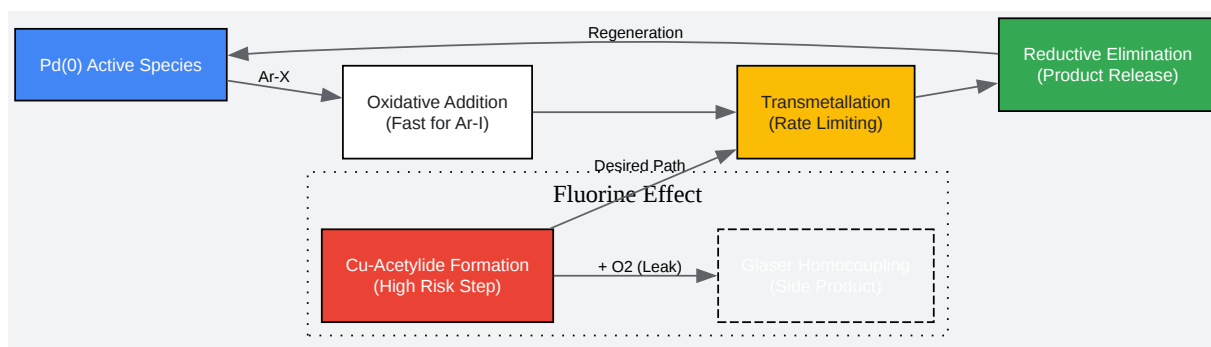 Regeneration
Pd(0) Active Species
Reductive Elimination
(Product Release)
Ar-X
Oxidative Addition
(Fast for Ar-I)
Transmetallation
(Rate Limiting)
Desired Path
Fluorine Effect
Cu-Acetylide Formation
(High Risk Step)
+ O2 (Leak)
Glaser Homocoupling
(Side Product)